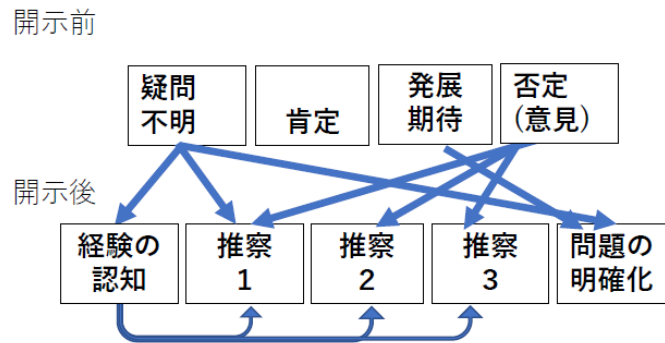 開示前
疑問
不明
肯定
発展
期待
否定
(意見)
開示後
経験の
認知
推察
1
推察
2
推察
3
問題の
明確化